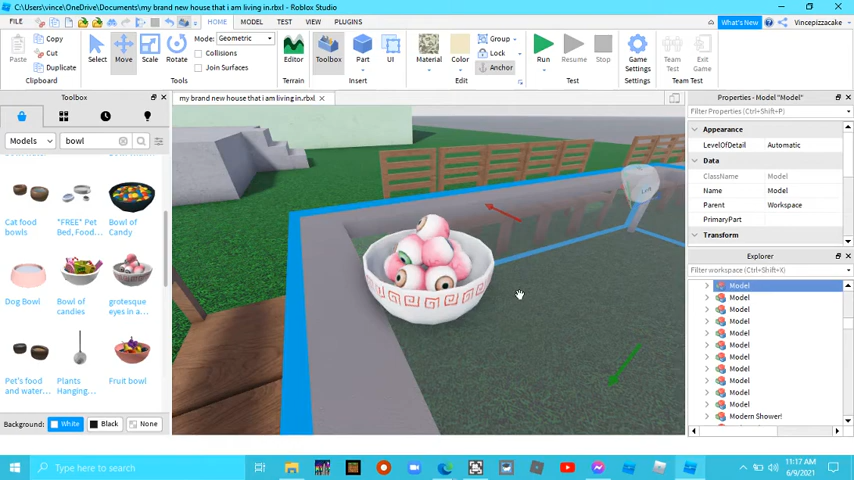 C:\Users\vince\OneDrive\Documents\my brand new house that i am living in.rbxl - Roblox Studio
FILE HOME MODEL TEST VIEW PLUGINS What's New Vincepizzacake
Paste Copy Cut Duplicate Clipboard
Select Move Scale Rotate Tools
Mode: Geometric
Collisions
Join Surfaces
Editor Terrain
Toolbox Part UI Insert
Material Color Group Lock Anchor Edit
Run Resume Stop Test
Game Settings Settings
Team Test Exit Game Team Test
Toolbox
my brand new house that i am living in.rbxl
Models bowl
Cat food bowls
*FREE* Pet Bed, Food...
Bowl of Candy
Dog Bowl
Bowl of candies
grotesque eyes in a...
Pet's food and water...
Plants Hanging...
Fruit bowl
Background: White Black None
Left
Properties - Model "Model"
Filter Properties (Ctrl+Shift+P)
Appearance
LevelOfDetail Automatic
Data
ClassName Model
Name Model
Parent Workspace
PrimaryPart
Transform
Explorer
Filter workspace (Ctrl+Shift+X)
Model
Model
Model
Model
Model
Model
Model
Model
Model
Model
Model
Modern Shower!
Type here to search
11:17 AM
6/9/2021